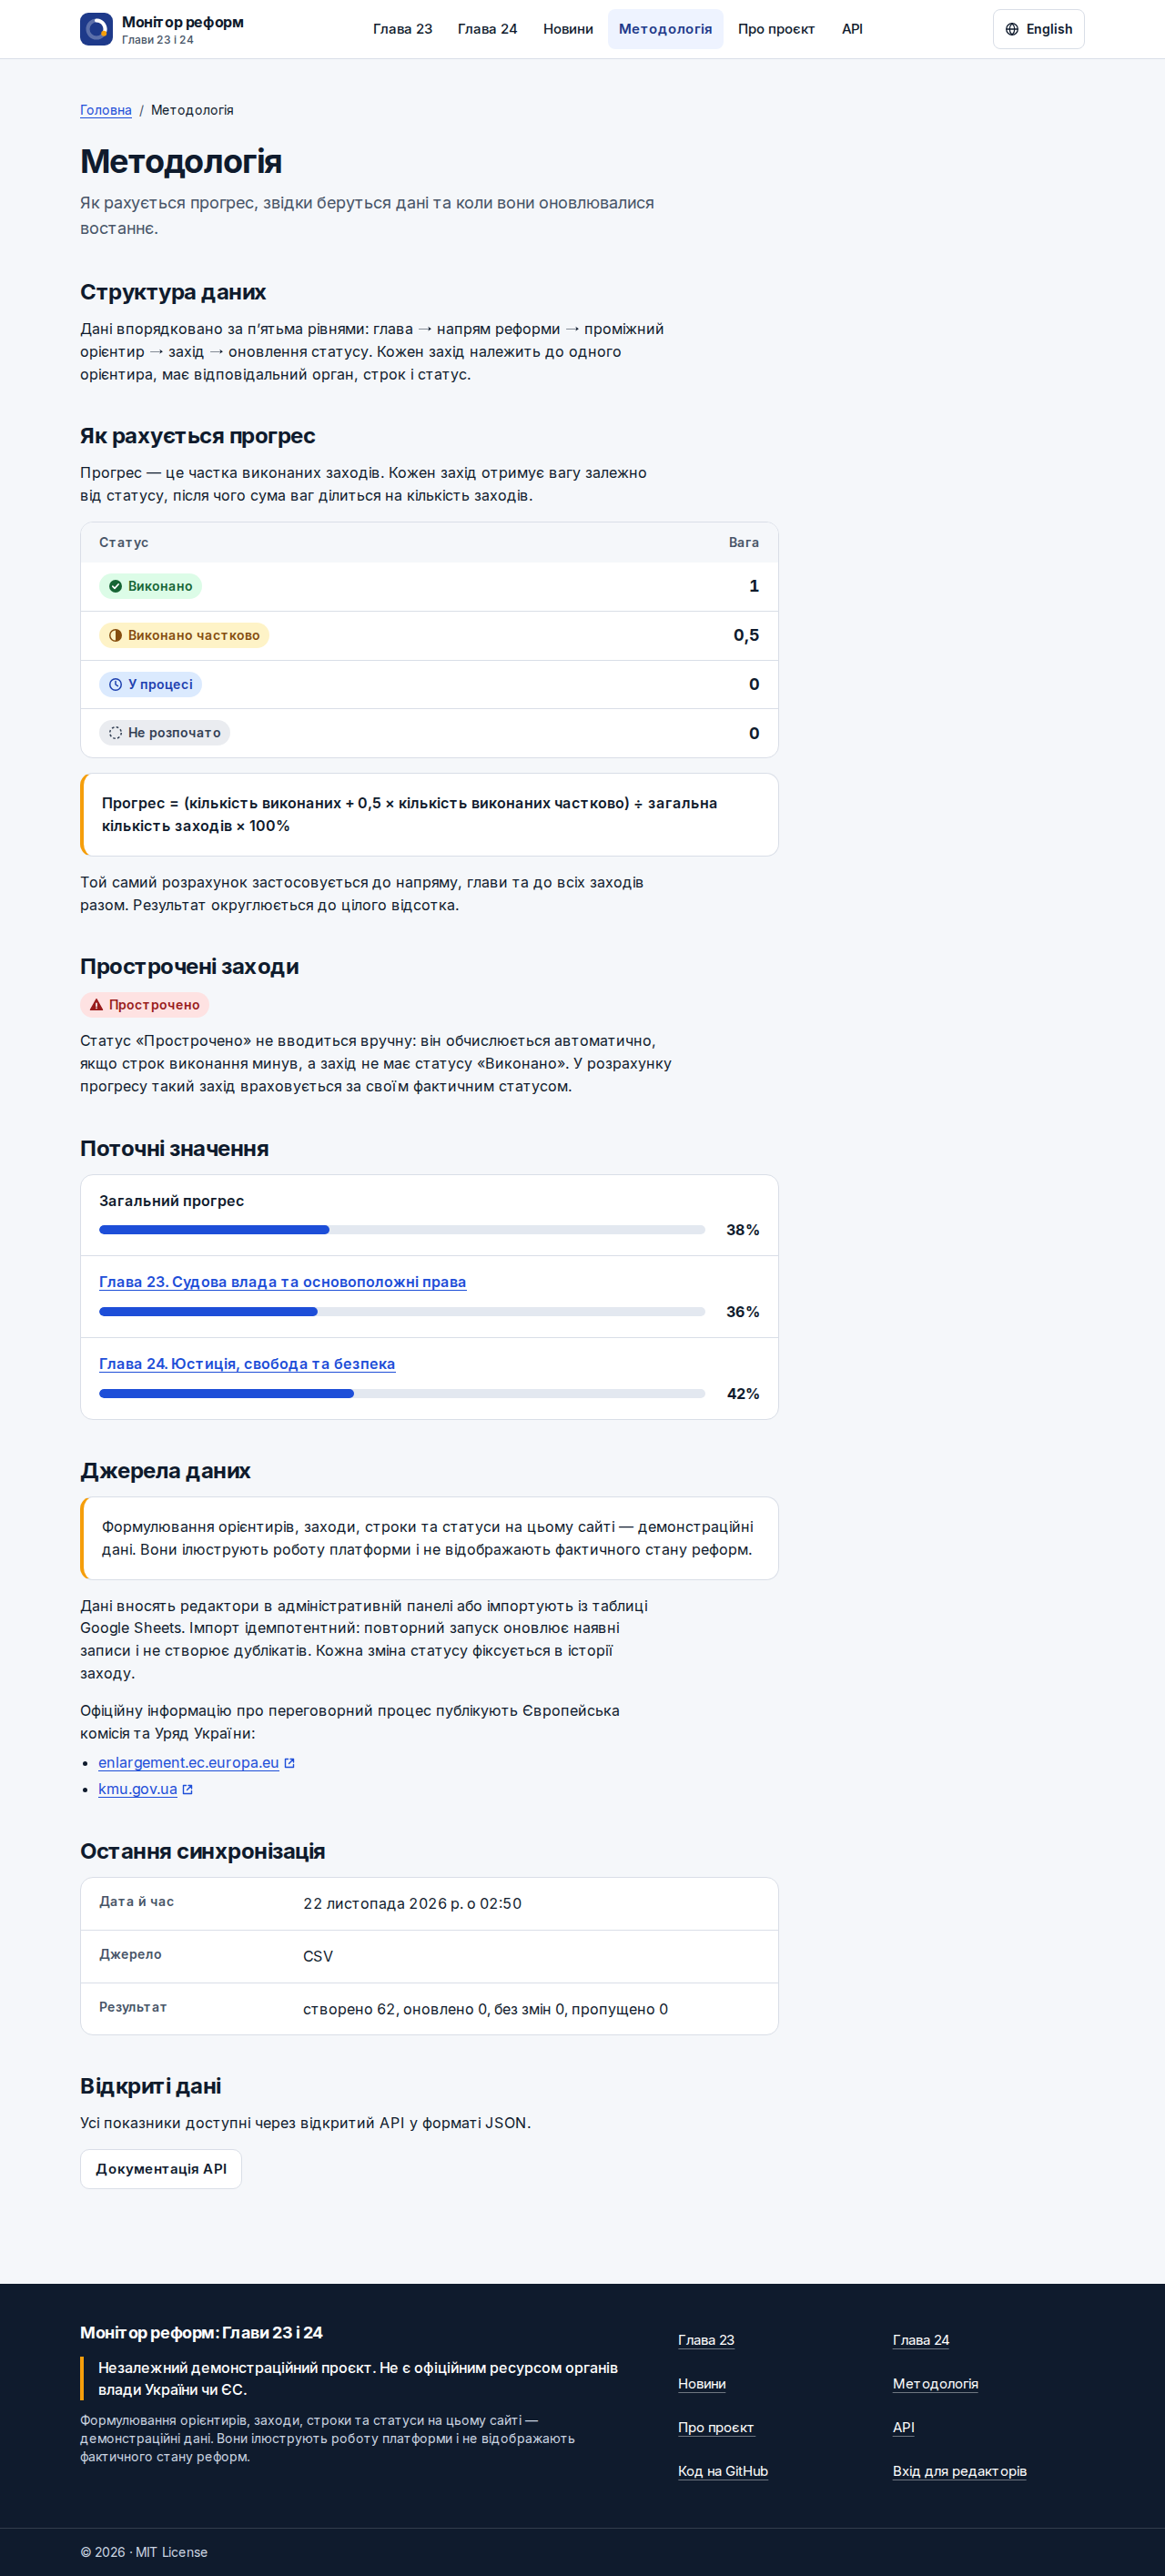 Монітор реформ
Глави 23 і 24
Глава 23
Глава 24
Новини
Методологія
Про проєкт
API
English
Головна / Методологія
Методологія
Як рахується прогрес, звідки беруться дані та коли вони оновлювалися
востаннє.
Структура даних
Дані впорядковано за п’ятьма рівнями: глава → напрям реформи → проміжний
орієнтир → захід → оновлення статусу. Кожен захід належить до одного
орієнтира, має відповідальний орган, строк і статус.
Як рахується прогрес
Прогрес — це частка виконаних заходів. Кожен захід отримує вагу залежно
від статусу, після чого сума ваг ділиться на кількість заходів.
Статус Вага
Виконано 1
Виконано частково 0,5
У процесі 0
Не розпочато 0
Прогрес = (кількість виконаних + 0,5 × кількість виконаних частково) ÷ загальна
кількість заходів × 100%
Той самий розрахунок застосовується до напряму, глави та до всіх заходів
разом. Результат округлюється до цілого відсотка.
Прострочені заходи
Прострочено
Статус «Прострочено» не вводиться вручну: він обчислюється автоматично,
якщо строк виконання минув, а захід не має статусу «Виконано». У розрахунку
прогресу такий захід враховується за своїм фактичним статусом.
Поточні значення
Загальний прогрес
38%
Глава 23. Судова влада та основоположні права
36%
Глава 24. Юстиція, свобода та безпека
42%
Джерела даних
Формулювання орієнтирів, заходи, строки та статуси на цьому сайті — демонстраційні
дані. Вони ілюструють роботу платформи і не відображають фактичного стану реформ.
Дані вносять редактори в адміністративній панелі або імпортують із таблиці
Google Sheets. Імпорт ідемпотентний: повторний запуск оновлює наявні
записи і не створює дублікатів. Кожна зміна статусу фіксується в історії
заходу.
Офіційну інформацію про переговорний процес публікують Європейська
комісія та Уряд України:
• enlargement.ec.europa.eu
• kmu.gov.ua
Остання синхронізація
Дата й час 22 листопада 2026 р. о 02:50
Джерело CSV
Результат створено 62, оновлено 0, без змін 0, пропущено 0
Відкриті дані
Усі показники доступні через відкритий API у форматі JSON.
Документація API
Монітор реформ: Глави 23 і 24
Незалежний демонстраційний проєкт. Не є офіційним ресурсом органів
влади України чи ЄС.
Формулювання орієнтирів, заходи, строки та статуси на цьому сайті —
демонстраційні дані. Вони ілюструють роботу платформи і не відображають
фактичного стану реформ.
Глава 23 Глава 24
Новини Методологія
Про проєкт API
Код на GitHub Вхід для редакторів
© 2026 · MIT License